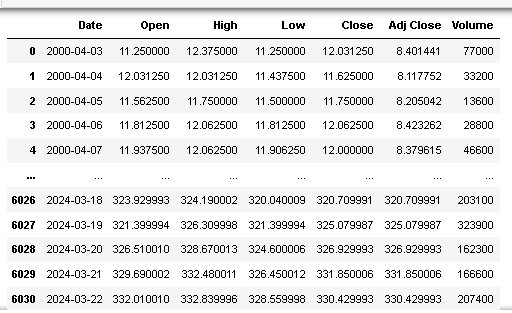 Date Open High Low Close Adj Close Volume
0 2000-04-03 11.250000 12.375000 11.250000 12.031250 8.401441 77000
1 2000-04-04 12.031250 12.031250 11.437500 11.625000 8.117752 33200
2 2000-04-05 11.562500 11.750000 11.500000 11.750000 8.205042 13600
3 2000-04-06 11.812500 12.062500 11.812500 12.062500 8.423262 28800
4 2000-04-07 11.937500 12.062500 11.906250 12.000000 8.379615 46600
... ... ... ... ... ... ... ...
6026 2024-03-18 323.929993 324.190002 320.040009 320.709991 320.709991 203100
6027 2024-03-19 321.399994 326.309998 321.399994 325.079987 325.079987 323900
6028 2024-03-20 326.510010 328.670013 324.600006 326.929993 326.929993 162300
6029 2024-03-21 329.690002 332.480011 326.450012 331.850006 331.850006 166600
6030 2024-03-22 332.010010 332.839996 328.559998 330.429993 330.429993 207400